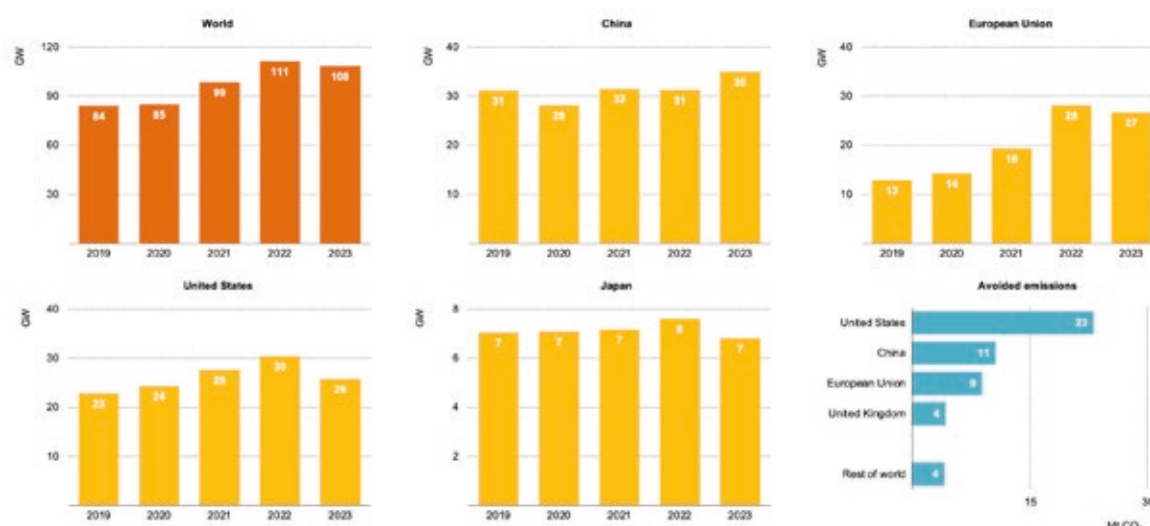 World
GW
120
90
60
30
84
85
99
111
108
2019 2020 2021 2022 2023
China
GW
40
30
20
10
31
28
32
31
35
2019 2020 2021 2022 2023
European Union
GW
40
30
20
10
13
14
19
28
27
2019 2020 2021 2022 2023
United States
GW
40
30
20
10
23
24
28
30
26
2019 2020 2021 2022 2023
Japan
GW
8
6
4
2
7
7
7
8
7
2019 2020 2021 2022 2023
Avoided emissions
United States 23
China 11
European Union 9
United Kingdom 4
Rest of world 4
15 30